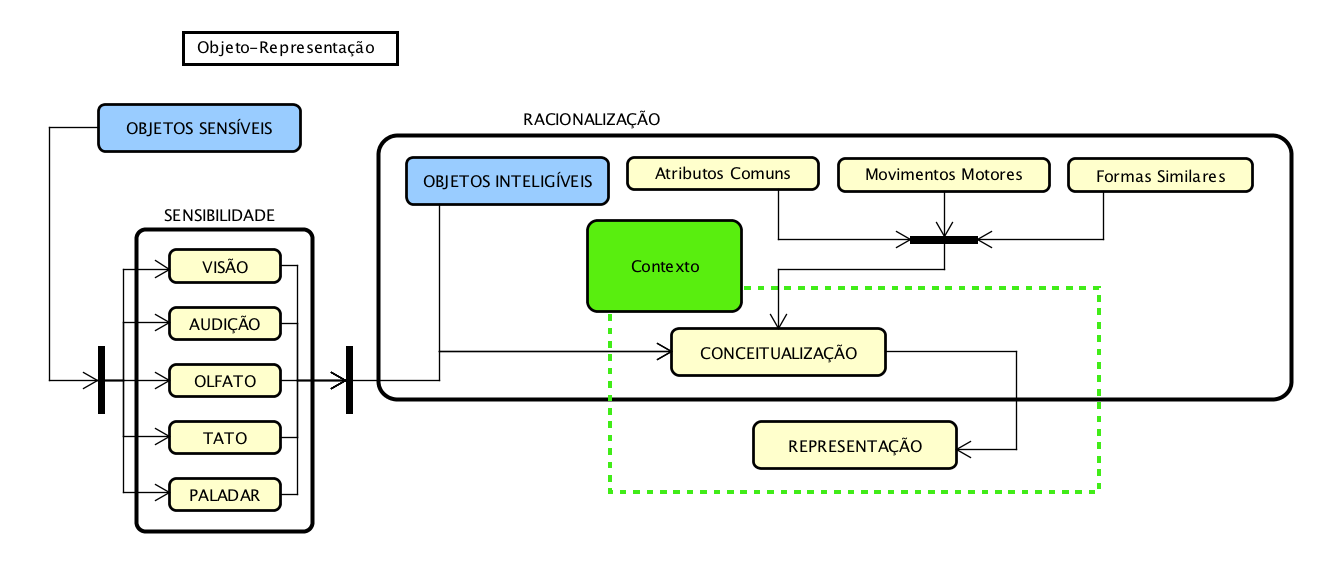 Objeto-Representação
OBJETOS SENSÍVEIS
RACIONALIZAÇÃO
OBJETOS INTELIGÍVEIS
Atributos Comuns
Movimentos Motores
Formas Similares
SENSIBILIDADE
VISÃO
AUDIÇÃO
OLFATO
TATO
PALADAR
Contexto
CONCEITUALIZAÇÃO
REPRESENTAÇÃO